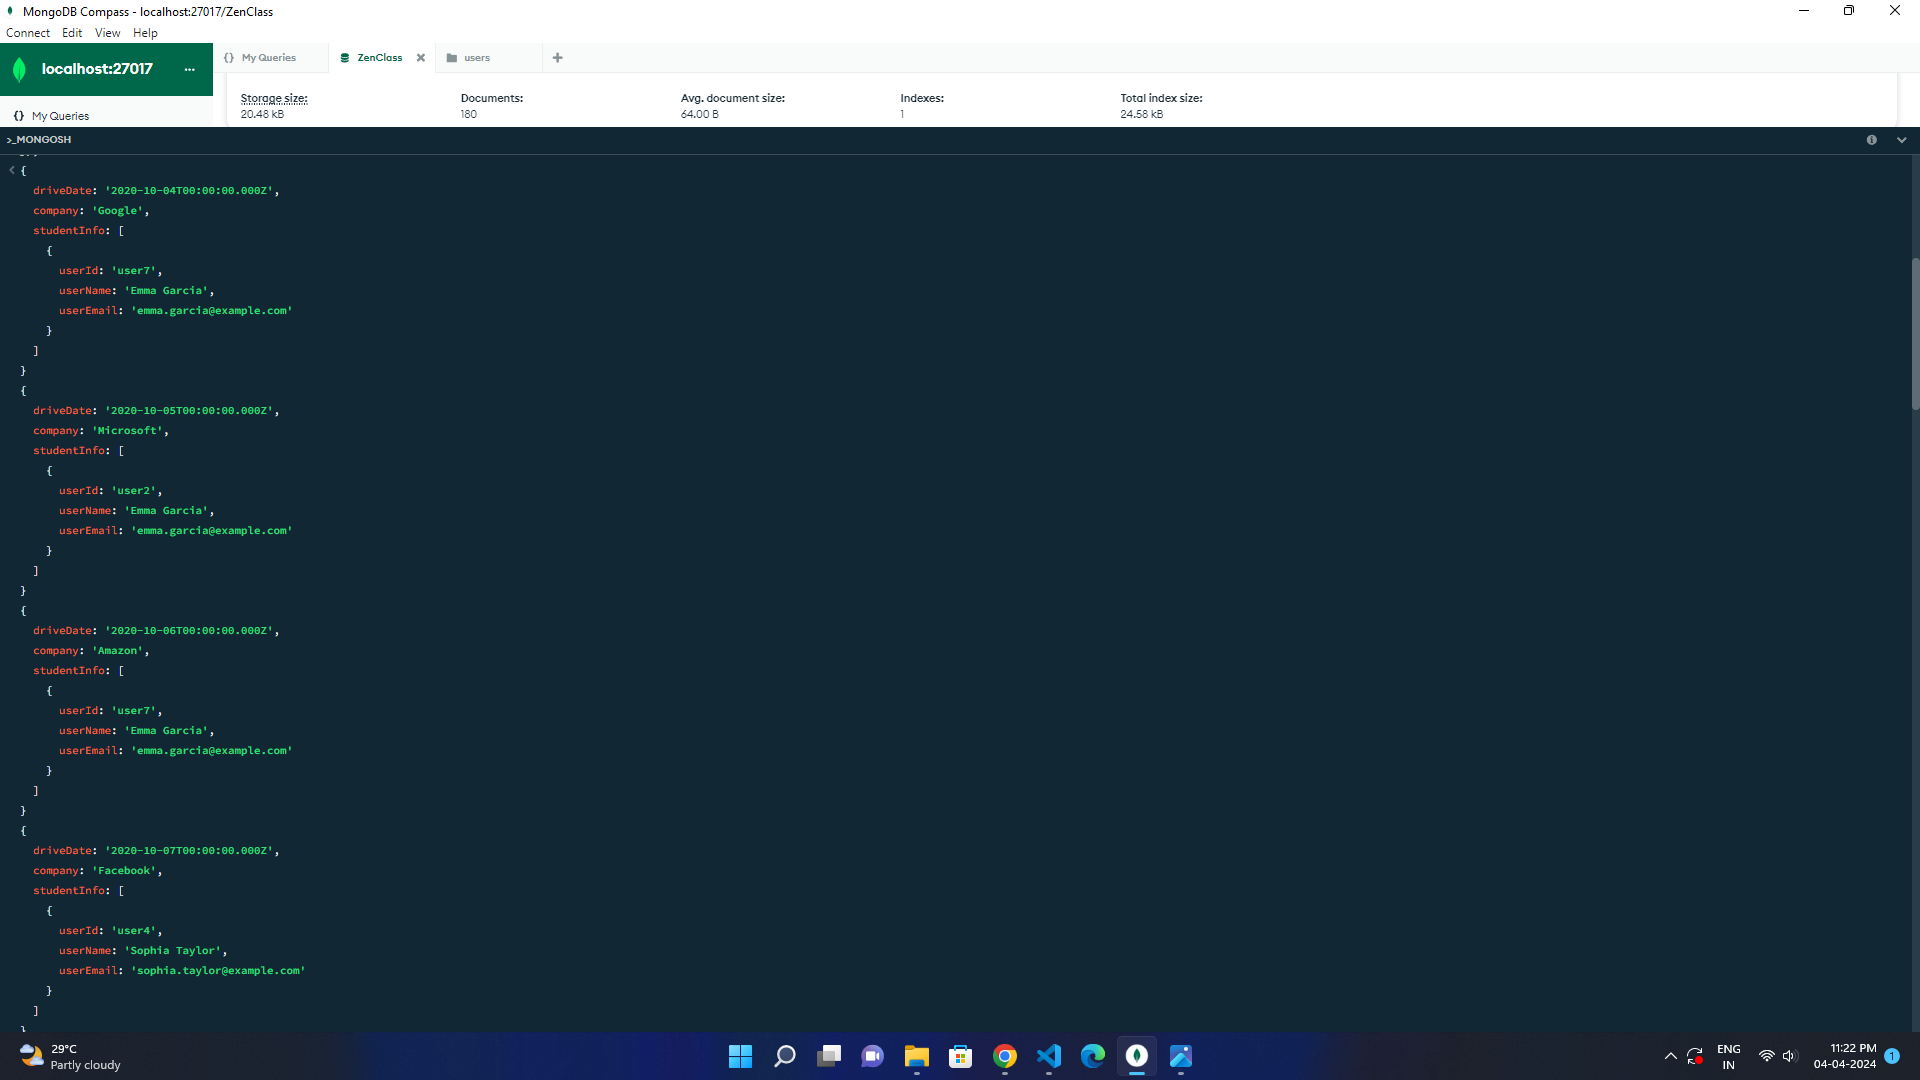 MongoDB Compass - localhost:27017/ZenClass
Connect Edit View Help
localhost:27017 ...
{} My Queries
ZenClass
users
{} My Queries
Storage size:
20.48 kB
Documents:
180
Avg. document size:
64.00 B
Indexes:
1
Total index size:
24.58 kB
>_MONGOSH
{
driveDate: '2020-10-04T00:00:00.000Z',
company: 'Google',
studentInfo: [
{
userId: 'user7',
userName: 'Emma Garcia',
userEmail: 'emma.garcia@example.com'
}
]
}
{
driveDate: '2020-10-05T00:00:00.000Z',
company: 'Microsoft',
studentInfo: [
{
userId: 'user2',
userName: 'Emma Garcia',
userEmail: 'emma.garcia@example.com'
}
]
}
{
driveDate: '2020-10-06T00:00:00.000Z',
company: 'Amazon',
studentInfo: [
{
userId: 'user7',
userName: 'Emma Garcia',
userEmail: 'emma.garcia@example.com'
}
]
}
{
driveDate: '2020-10-07T00:00:00.000Z',
company: 'Facebook',
studentInfo: [
{
userId: 'user4',
userName: 'Sophia Taylor',
userEmail: 'sophia.taylor@example.com'
}
]
}
29°C
Partly cloudy
ENG
IN
11:22 PM
04-04-2024
1